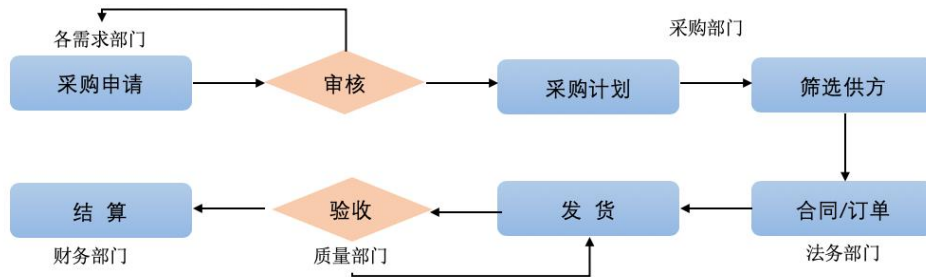 各需求部门
采购部门
采购申请
审核
采购计划
筛选供方
结 算
验收
发 货
合同/订单
财务部门
质量部门
法务部门